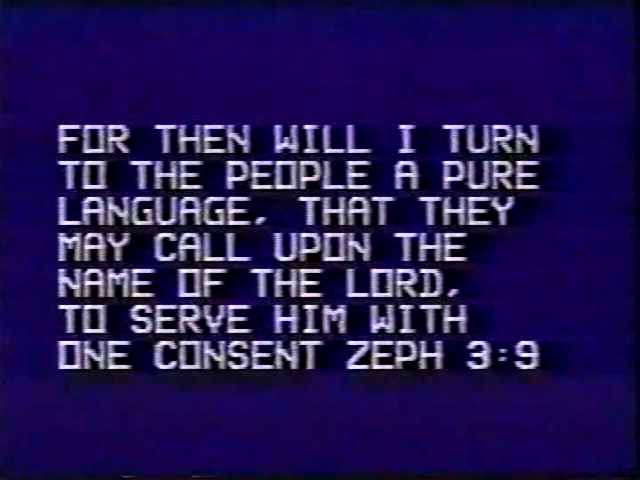 FOR THEN WILL I TURN
TO THE PEOPLE A PURE
LANGUAGE, THAT THEY
MAY CALL UPON THE
NAME OF THE LORD,
TO SERVE HIM WITH
ONE CONSENT ZEPH 3:9